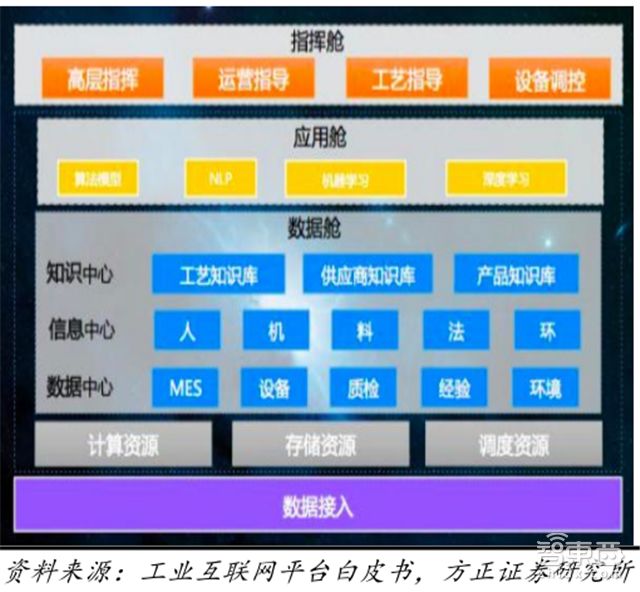 指挥舱
高层指挥 运营指导 工艺指导 设备调控
应用舱
算法模型 NLP 机器学习 深度学习
数据舱
知识中心 工艺知识库 供应商知识库 产品知识库
信息中心 人 机 料 法 环
数据中心 MES 设备 质检 经验 环境
计算资源 存储资源 调度资源
数据接入
智东西
资料来源：工业互联网平台白皮书，方正证券研究所